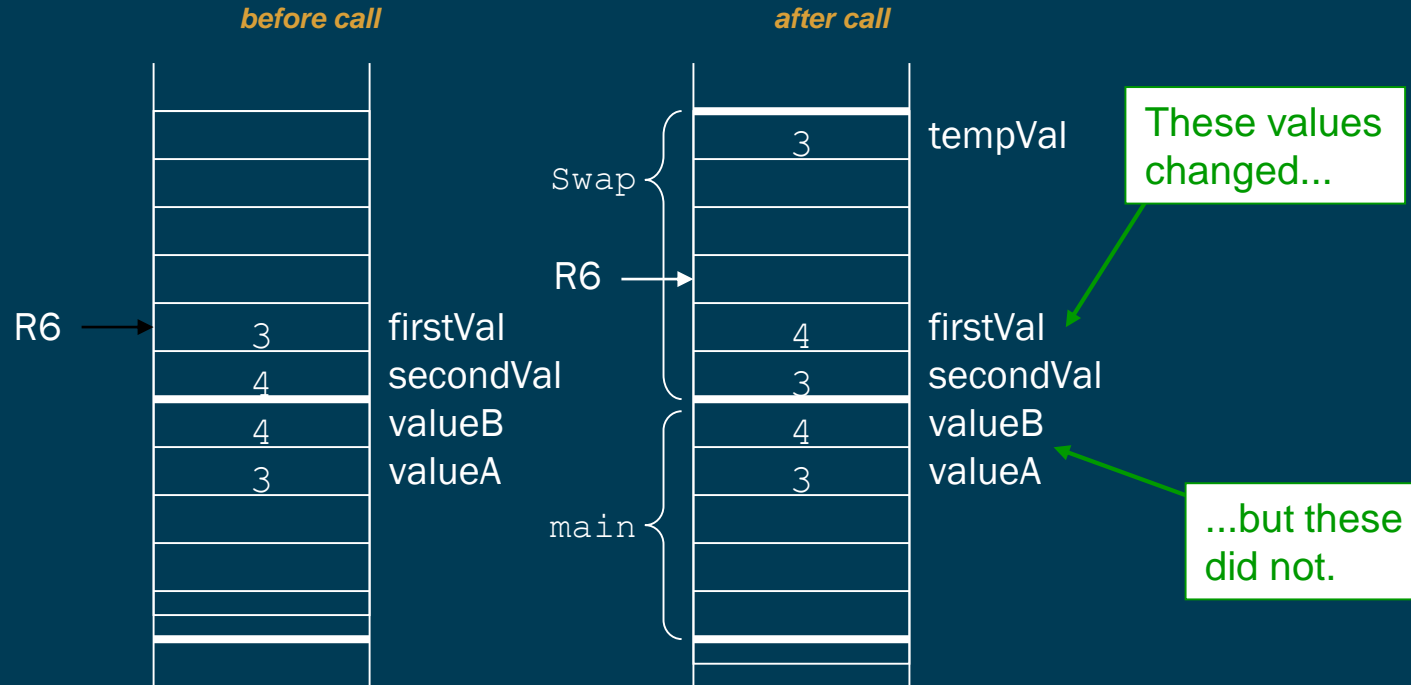 before call
after call
3 tempVal
These values
changed...
Swap
R6
R6 3 firstVal
4 firstVal
4 secondVal
3 secondVal
4 valueB
4 valueB
3 valueA
3 valueA
main
...but these
did not.